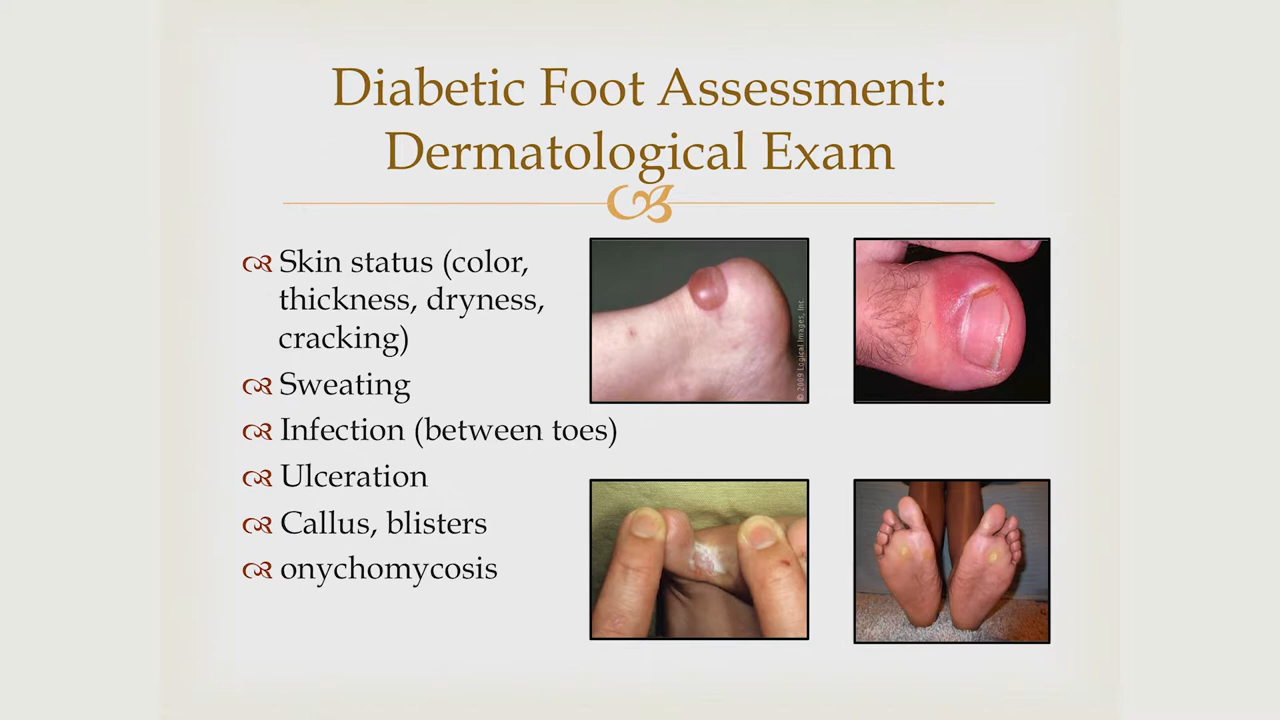 Diabetic Foot Assessment:
Dermatological Exam
Skin status (color,
thickness, dryness,
cracking)
Sweating
Infection (between toes)
Ulceration
Callus, blisters
onychomycosis
© 2009 Logical Images, Inc.